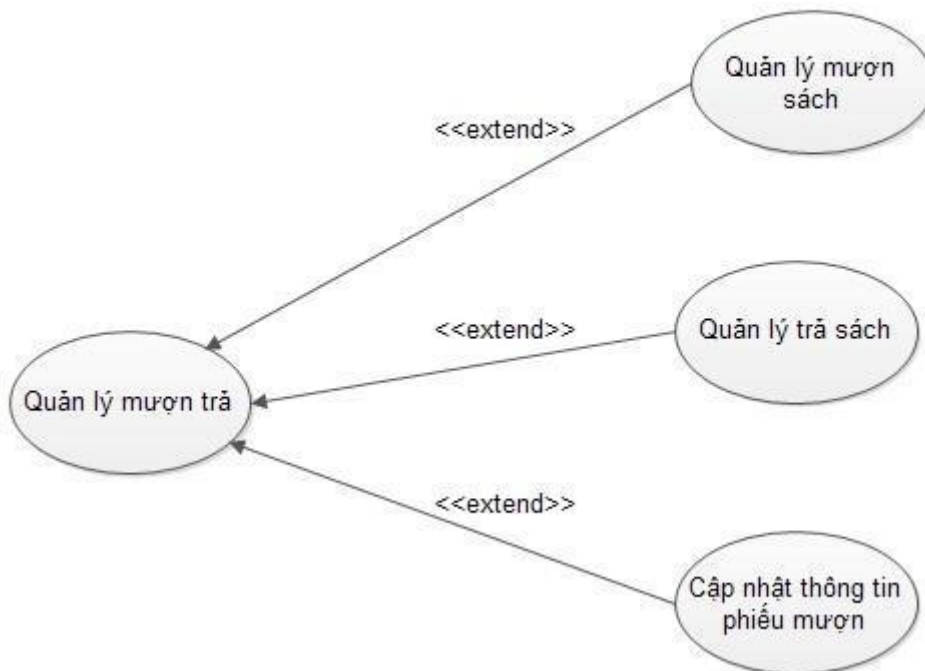 Quản lý mượn
sách
<<extend>>
<<extend>>
Quản lý trả sách
Quản lý mượn trả
<<extend>>
Cập nhật thông tin
phiếu mượn